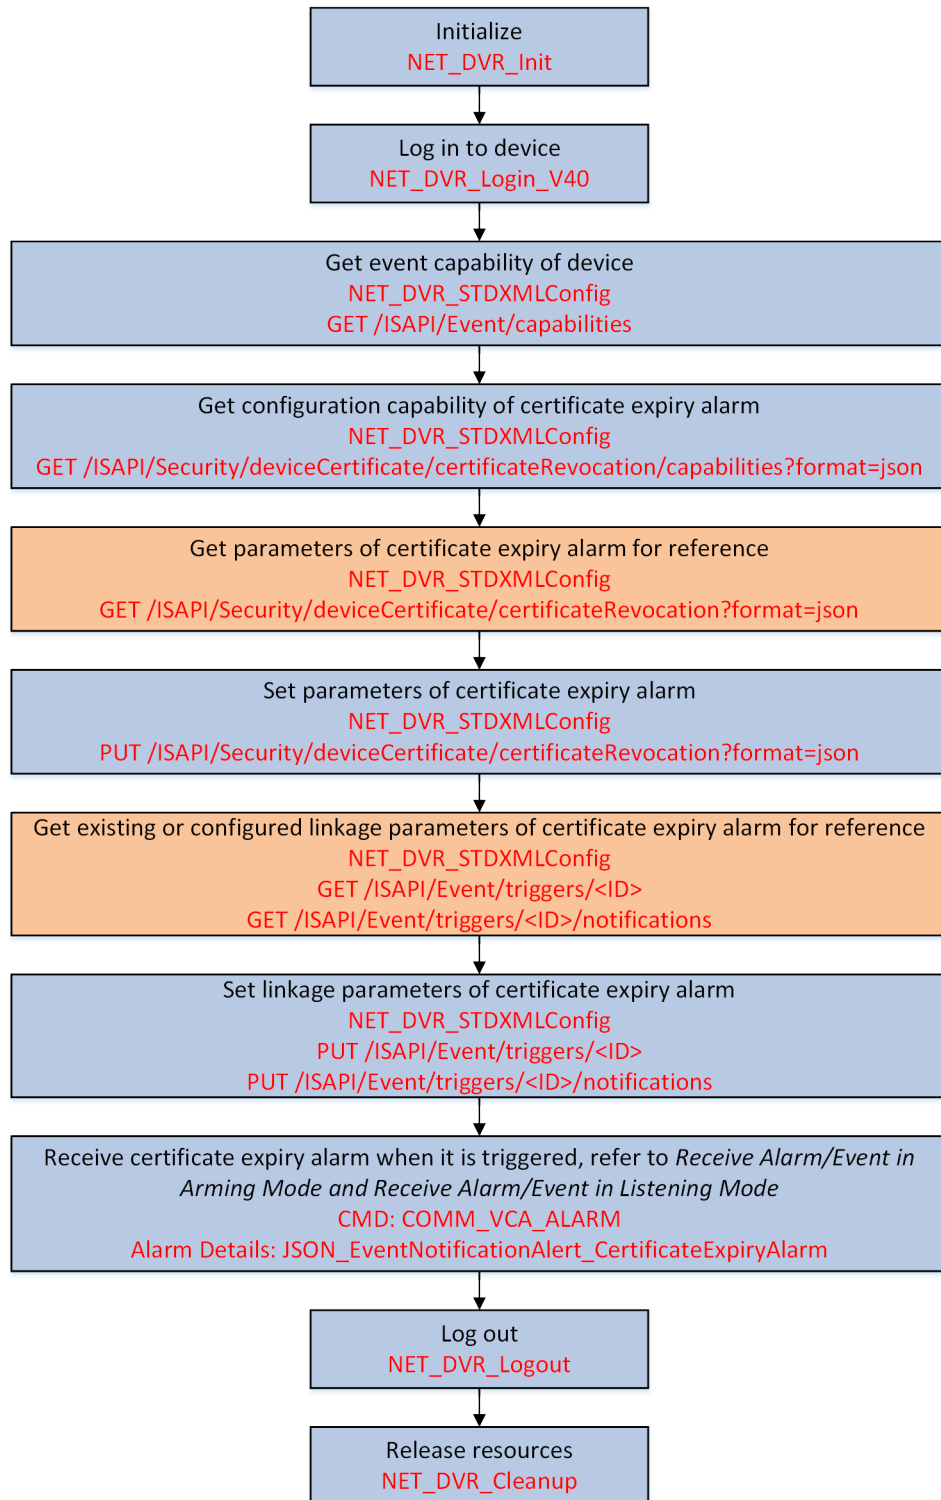 Initialize
NET_DVR_Init
Log in to device
NET_DVR_Login_V40
Get event capability of device
NET_DVR_STDXMLConfig
GET /ISAPI/Event/capabilities
Get configuration capability of certificate expiry alarm
NET_DVR_STDXMLConfig
GET /ISAPI/Security/deviceCertificate/certificateRevocation/capabilities?format=json
Get parameters of certificate expiry alarm for reference
NET_DVR_STDXMLConfig
GET /ISAPI/Security/deviceCertificate/certificateRevocation?format=json
Set parameters of certificate expiry alarm
NET_DVR_STDXMLConfig
PUT /ISAPI/Security/deviceCertificate/certificateRevocation?format=json
Get existing or configured linkage parameters of certificate expiry alarm for reference
NET_DVR_STDXMLConfig
GET /ISAPI/Event/triggers/<ID>
GET /ISAPI/Event/triggers/<ID>/notifications
Set linkage parameters of certificate expiry alarm
NET_DVR_STDXMLConfig
PUT /ISAPI/Event/triggers/<ID>
PUT /ISAPI/Event/triggers/<ID>/notifications
Receive certificate expiry alarm when it is triggered, refer to Receive Alarm/Event in
Arming Mode and Receive Alarm/Event in Listening Mode
CMD: COMM_VCA_ALARM
Alarm Details: JSON_EventNotificationAlert_CertificateExpiryAlarm
Log out
NET_DVR_Logout
Release resources
NET_DVR_Cleanup